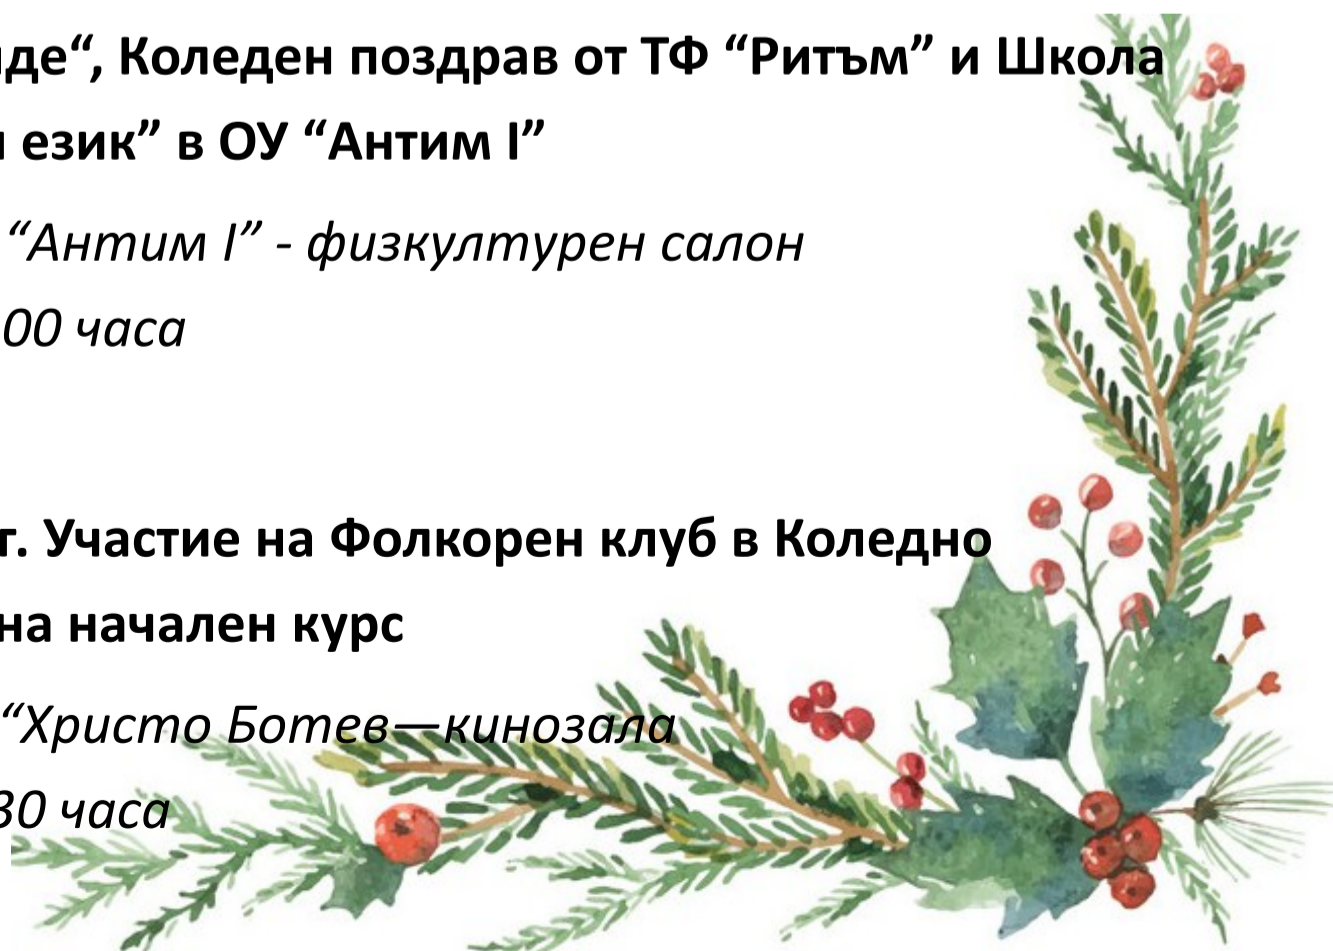 де“, Коледен поздрав от ТФ “Ритъм” и Школа
език” в ОУ “Антим I”
“Антим I” - физкултурен салон
00 часа
г. Участие на Фолкорен клуб в Коледно
на начален курс
“Христо Ботев—кинозала
30 часа